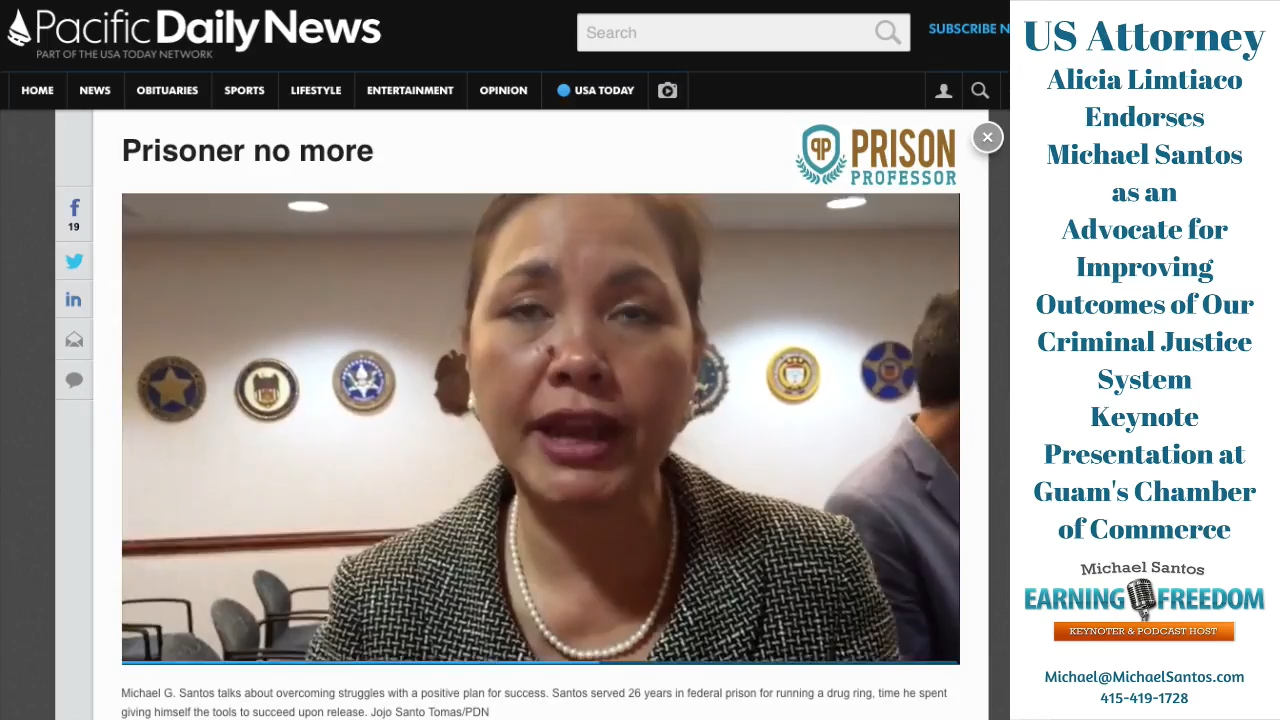 Pacific Daily News
PART OF THE USA TODAY NETWORK
Search
SUBSCRIBE N
HOME
NEWS
OBITUARIES
SPORTS
LIFESTYLE
ENTERTAINMENT
OPINION
USA TODAY
Prisoner no more
PP
PRISON
PROFESSOR
19
Michael G. Santos talks about overcoming struggles with a positive plan for success. Santos served 26 years in federal prison for running a drug ring, time he spent
giving himself the tools to succeed upon release. Jojo Santo Tomas/PDN
US Attorney
Alicia Limtiaco
Endorses
Michael Santos
as an
Advocate for
Improving
Outcomes of Our
Criminal Justice
System
Keynote
Presentation at
Guam's Chamber
of Commerce
Michael Santos
EARNING FREEDOM
KEYNOTER & PODCAST HOST
Michael@MichaelSantos.com
415-419-1728